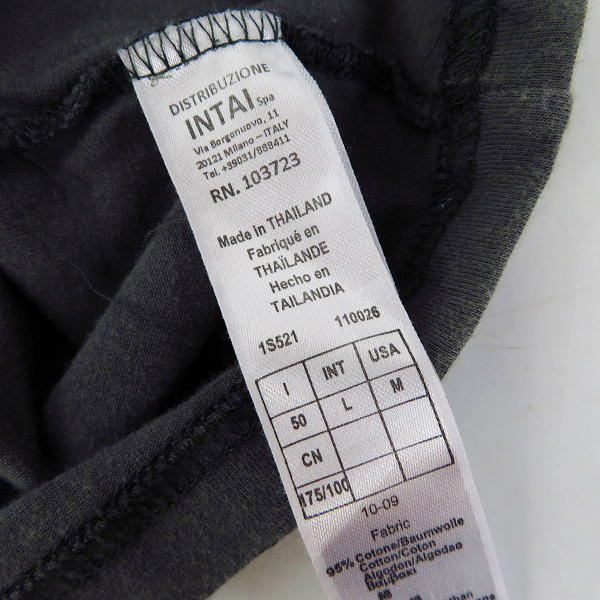 DISTRIBUZIONE
INTAI Spa
Via Borgonuovo, 11
20121 Milano – ITALY
Tel. +39031/888411
RN. 103723
Made in THAILAND
Fabriqué en
THAÏLANDE
Hecho en
TAILANDIA
1S521 110026
I INT USA
50 L M
CN
175/100
10-09
Fabric
95% Cotone/Baumwolle
Cotton/Coton
Algodon/Algodao